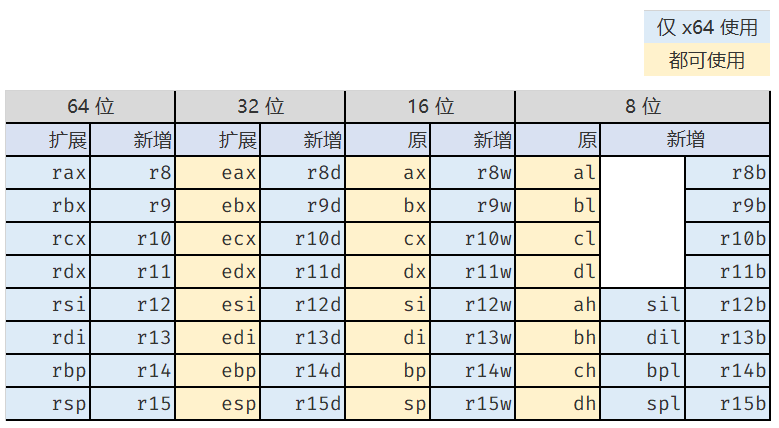 仅 x64 使用
都可使用
64 位 32 位 16 位 8 位
扩展 新增 扩展 新增 原 新增 原 新增
rax r8 eax r8d ax r8w al r8b
rbx r9 ebx r9d bx r9w bl r9b
rcx r10 ecx r10d cx r10w cl r10b
rdx r11 edx r11d dx r11w dl r11b
rsi r12 esi r12d si r12w ah sil r12b
rdi r13 edi r13d di r13w bh dil r13b
rbp r14 ebp r14d bp r14w ch bpl r14b
rsp r15 esp r15d sp r15w dh spl r15b